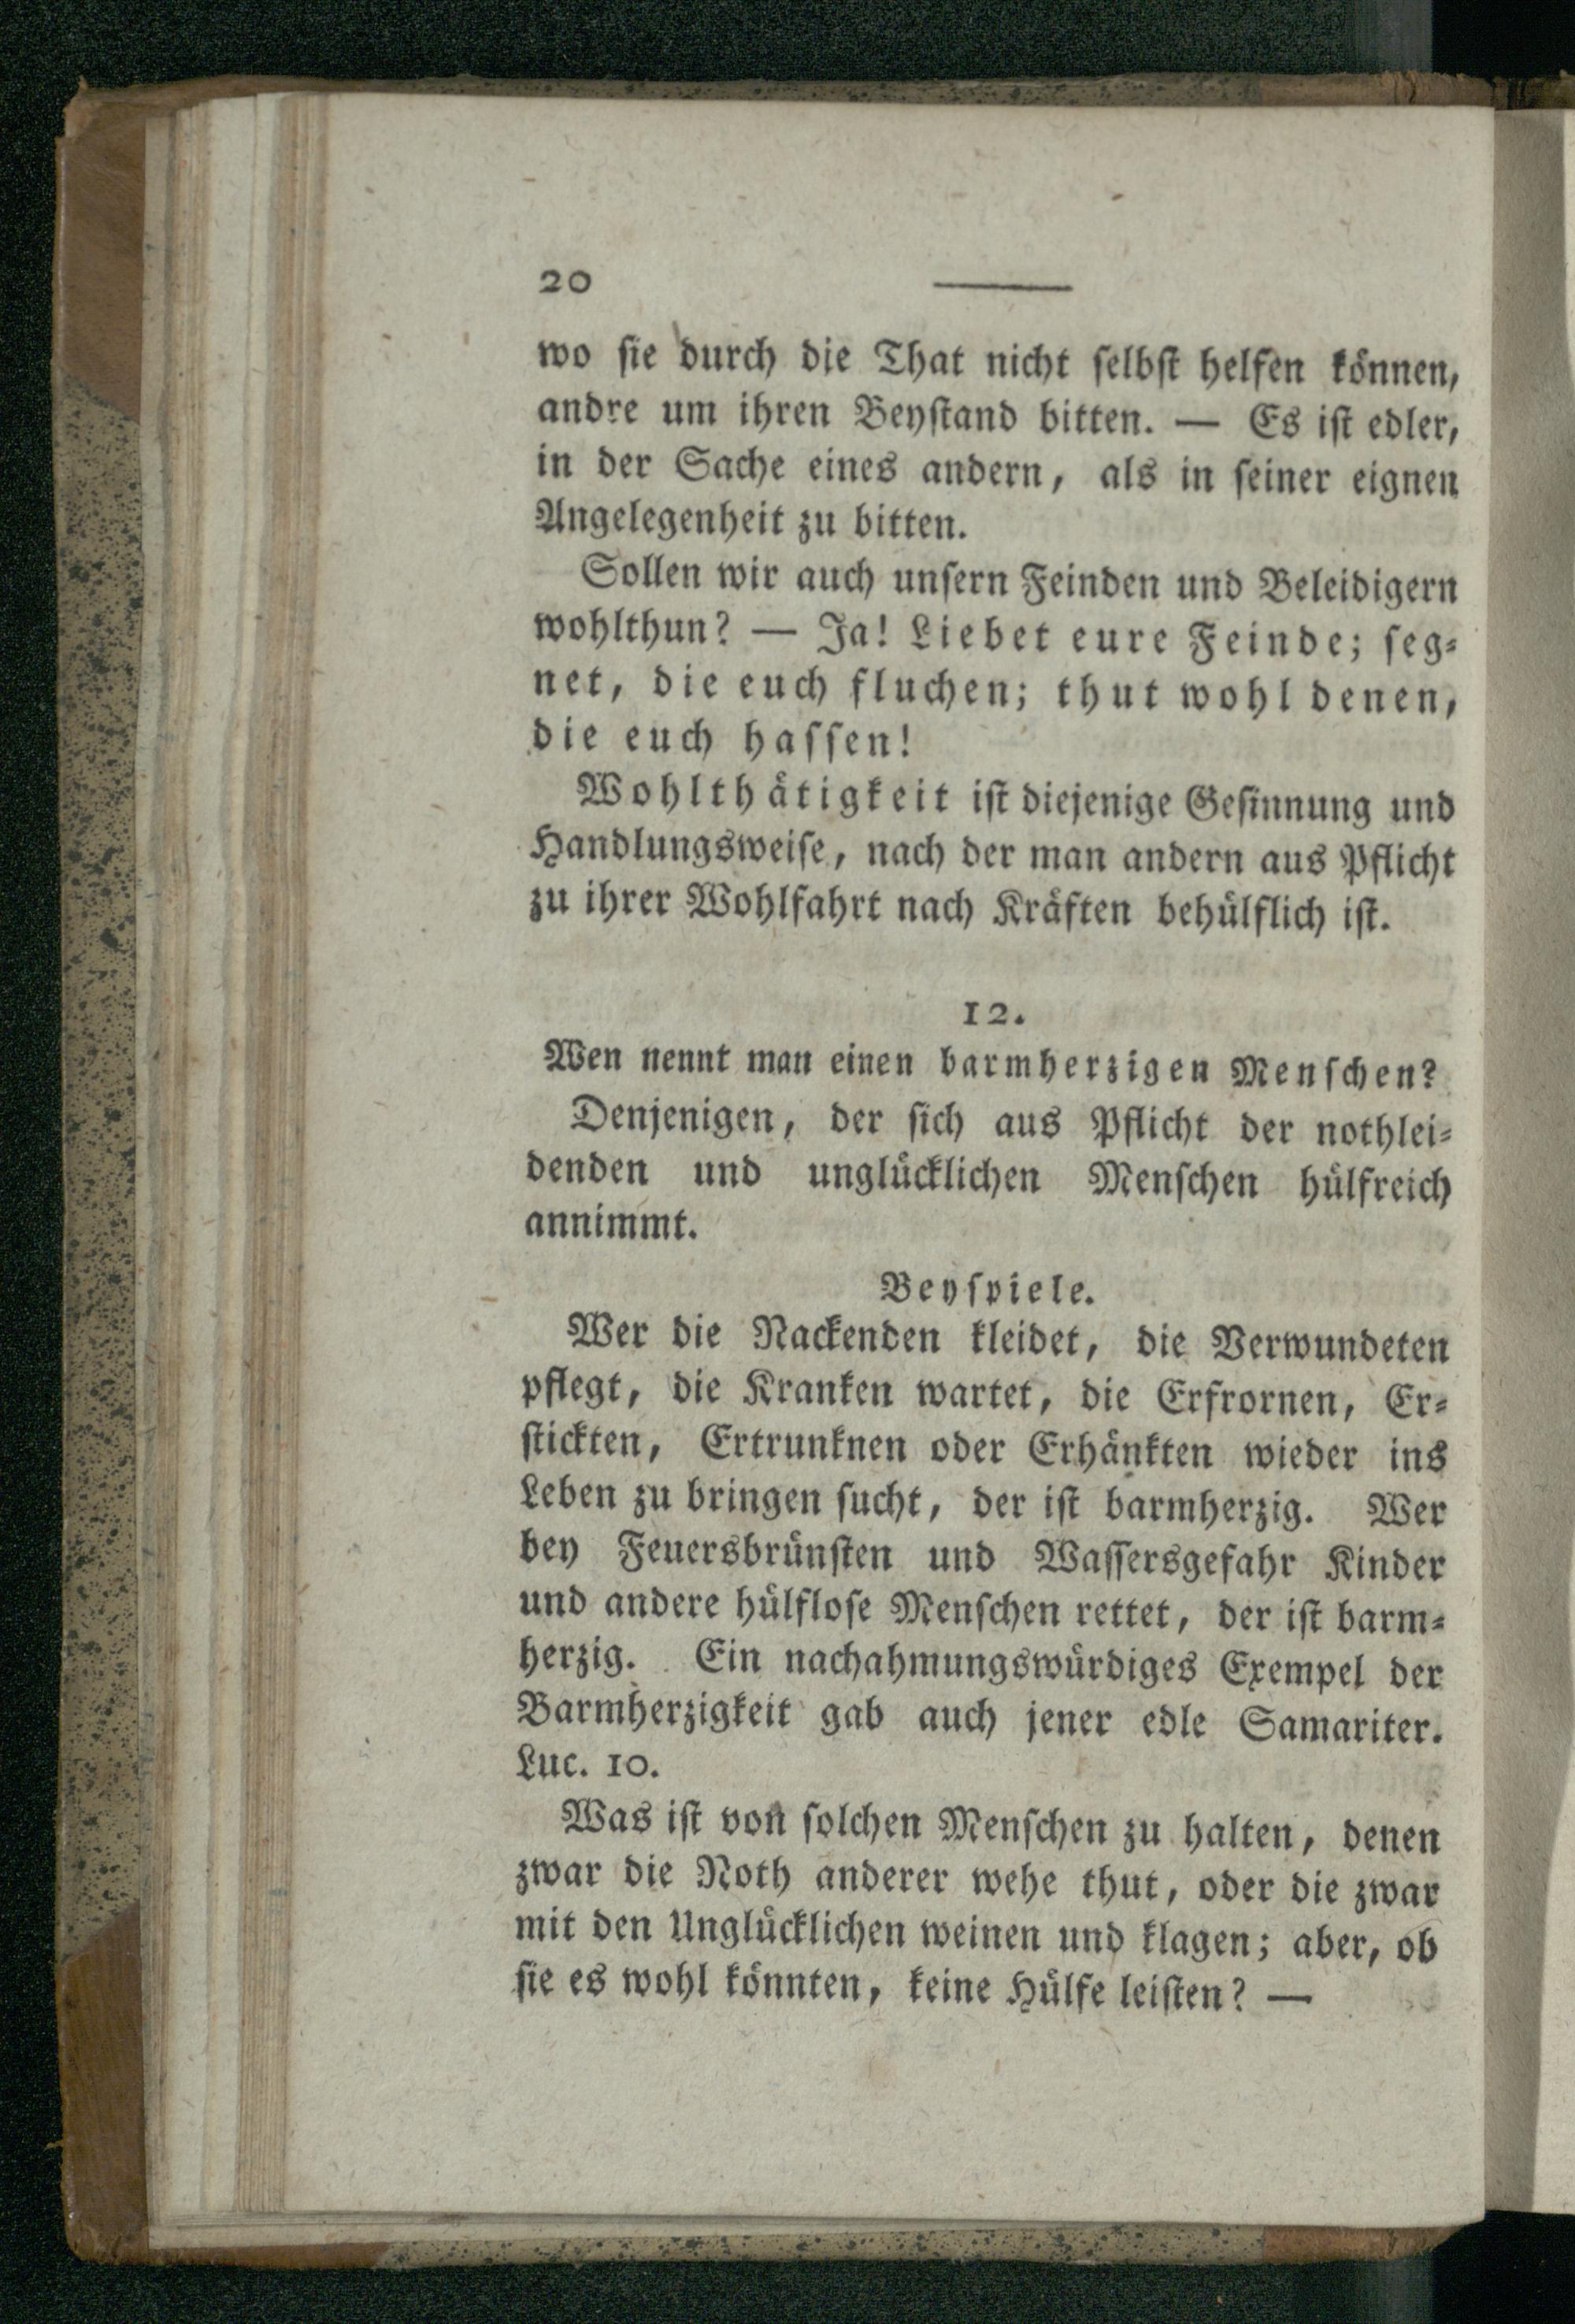 20
wo ſie durch die That nicht ſelbſt helfen können,
andre um ihren Beyſtand bitten. — Es iſt edler,
in der Sache eines andern, als in ſeiner eignen
Angelegenheit zu bitten.
Sollen wir auch unſern Feinden und Beleidigern
wohlthun? — Ja! Liebet eure Feinde; ſeg⸗
net, die euch fluchen; thut wohl denen,
die euch haſſen!
Wohlthätigkeit iſt diejenige Geſinnung und
Handlungsweiſe, nach der man andern aus Pflicht
zu ihrer Wohlfahrt nach Kräften behülflich iſt.
12.
Wen nennt man einen barmherzigen Menſchen?
Denjenigen, der ſich aus Pflicht der nothlei⸗
denden und unglücklichen Menſchen hülfreich
annimmt.
Beyſpiele.
Wer die Nackenden kleidet, die Verwundeten
pflegt, die Kranken wartet, die Erfrornen, Er⸗
ſtickten, Ertrunknen oder Erhänkten wieder ins
Leben zu bringen ſucht, der iſt barmherzig. Wer
bey Feuersbrünſten und Waſſersgefahr Kinder
und andere hülfloſe Menſchen rettet, der iſt barm⸗
herzig. Ein nachahmungswürdiges Exempel der
Barmherzigkeit gab auch jener edle Samariter.
Luc. 10.
Was iſt von ſolchen Menſchen zu halten, denen
zwar die Noth anderer wehe thut, oder die zwar
mit den Unglücklichen weinen und klagen; aber, ob
ſie es wohl könnten, keine Hülfe leiſten? —